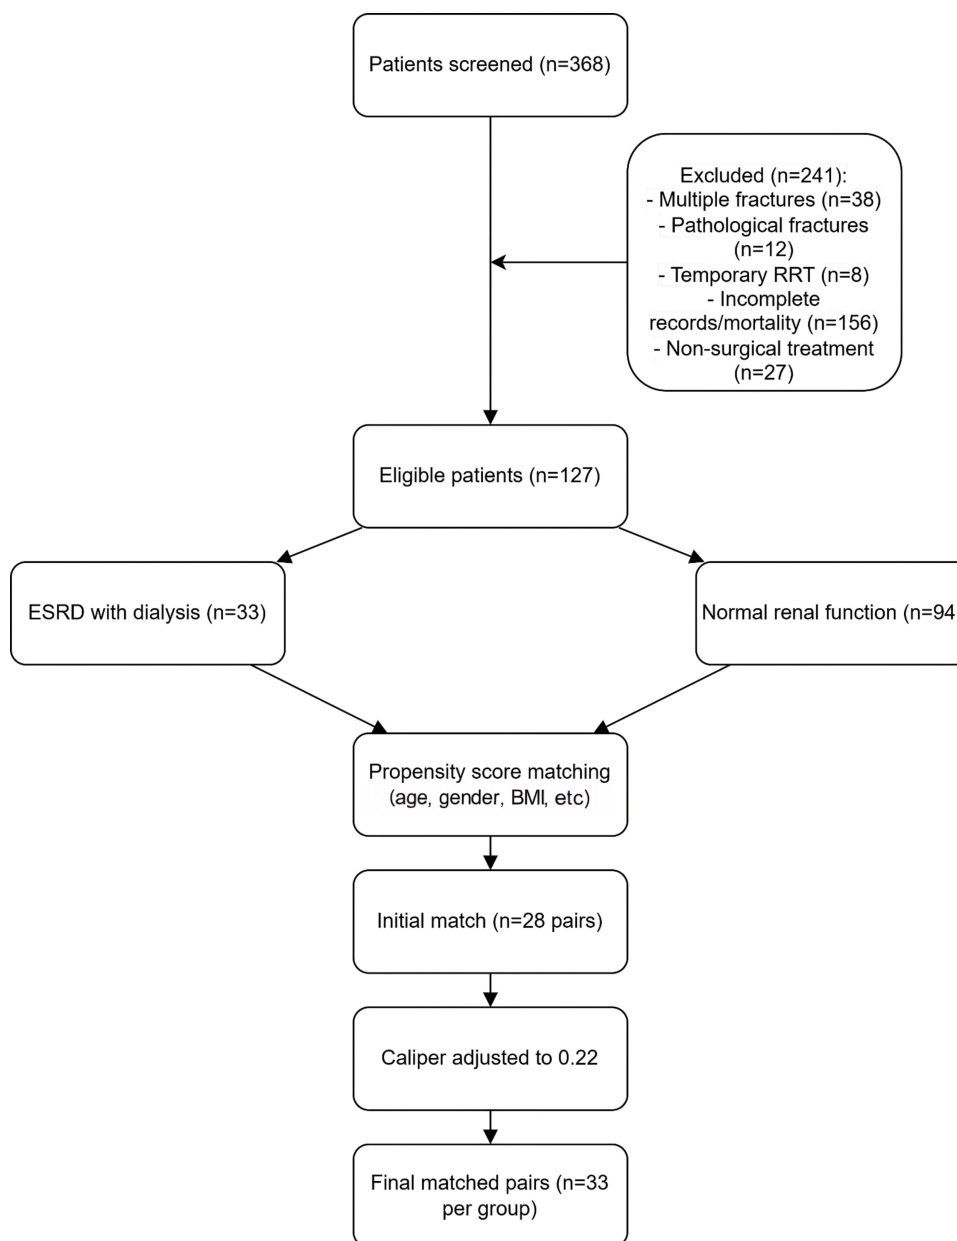 Patients screened (n=368)
Excluded (n=241):
- Multiple fractures (n=38)
- Pathological fractures
(n=12)
- Temporary RRT (n=8)
- Incomplete
records/mortality (n=156)
- Non-surgical treatment
(n=27)
Eligible patients (n=127)
ESRD with dialysis (n=33)
Normal renal function (n=94
Propensity score matching
(age, gender, BMI, etc)
Initial match (n=28 pairs)
Caliper adjusted to 0.22
Final matched pairs (n=33
per group)